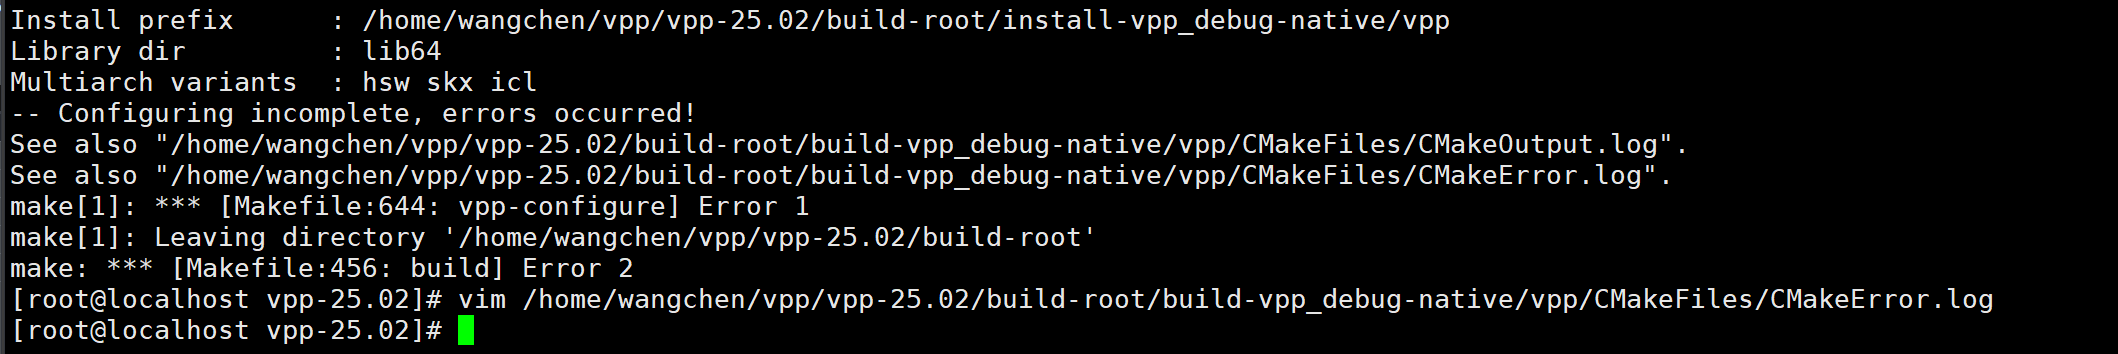 Install prefix      : /home/wangchen/vpp/vpp-25.02/build-root/install-vpp_debug-native/vpp
Library dir         : lib64
Multiarch variants  : hsw skx icl
-- Configuring incomplete, errors occurred!
See also "/home/wangchen/vpp/vpp-25.02/build-root/build-vpp_debug-native/vpp/CMakeFiles/CMakeOutput.log".
See also "/home/wangchen/vpp/vpp-25.02/build-root/build-vpp_debug-native/vpp/CMakeFiles/CMakeError.log".
make[1]: *** [Makefile:644: vpp-configure] Error 1
make[1]: Leaving directory '/home/wangchen/vpp/vpp-25.02/build-root'
make: *** [Makefile:456: build] Error 2
[root@localhost vpp-25.02]# vim /home/wangchen/vpp/vpp-25.02/build-root/build-vpp_debug-native/vpp/CMakeFiles/CMakeError.log
[root@localhost vpp-25.02]#